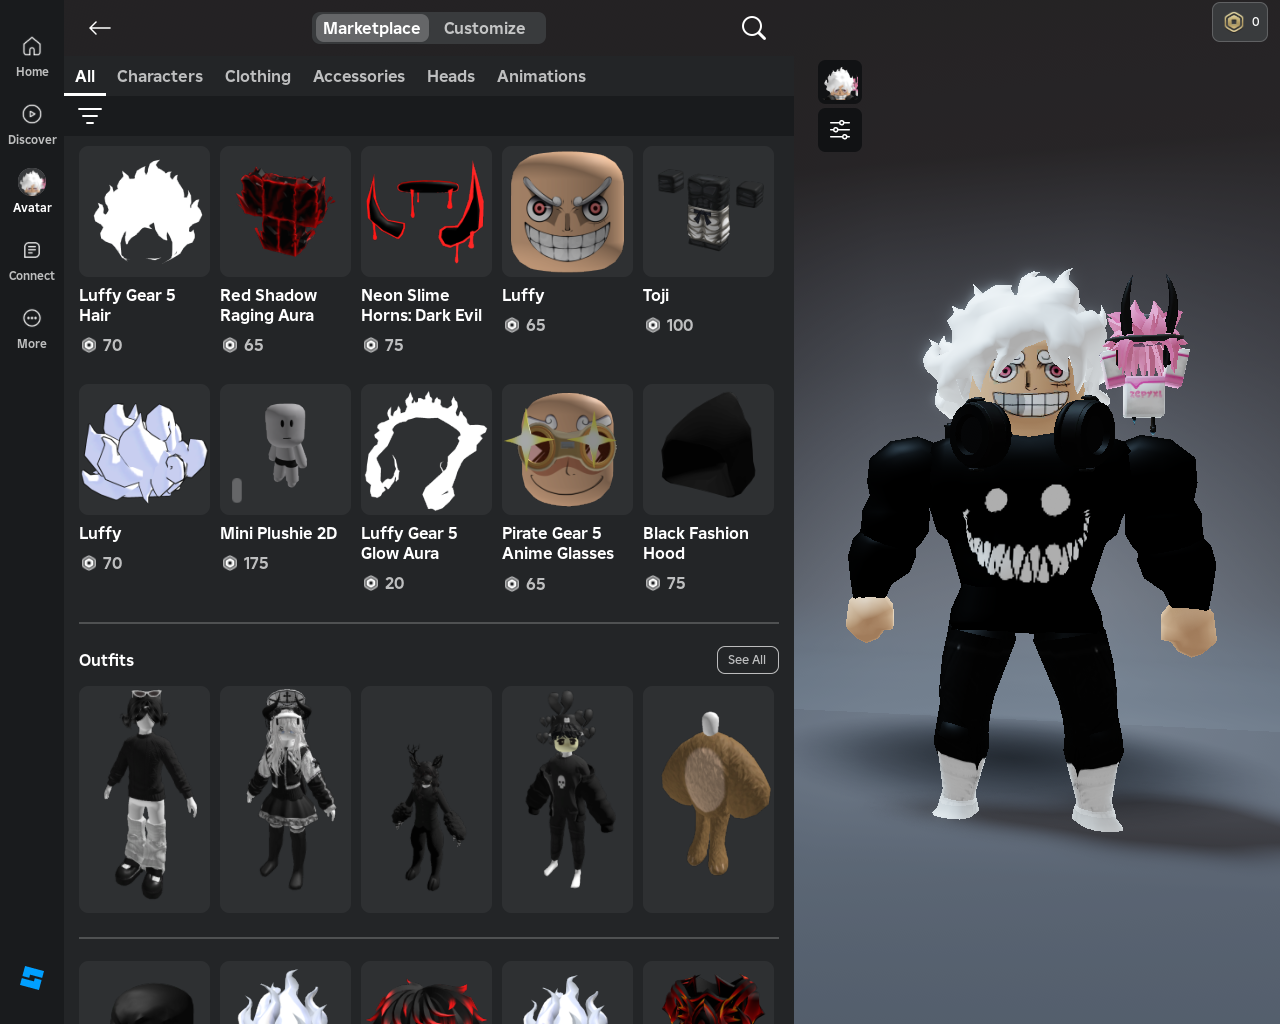 Marketplace
Customize
0
Home
Discover
Avatar
Connect
More
All
Characters
Clothing
Accessories
Heads
Animations
Luffy Gear 5
Hair
70
Red Shadow
Raging Aura
65
Neon Slime
Horns: Dark Evil
75
Luffy
65
Toji
100
Luffy
70
Mini Plushie 2D
175
Luffy Gear 5
Glow Aura
20
Pirate Gear 5
Anime Glasses
65
Black Fashion
Hood
75
Outfits
See All